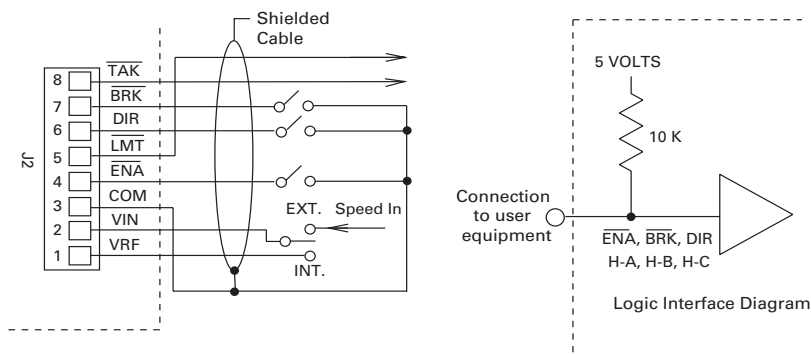 Shielded
Cable
J2
8 TAK
7 BRK
6 DIR
5 LMT
4 ENA
3 COM
2 VIN
1 VRF
EXT. Speed In
INT.
5 VOLTS
10 K
Connection
to user
equipment
ENA, BRK, DIR
H-A, H-B, H-C
Logic Interface Diagram